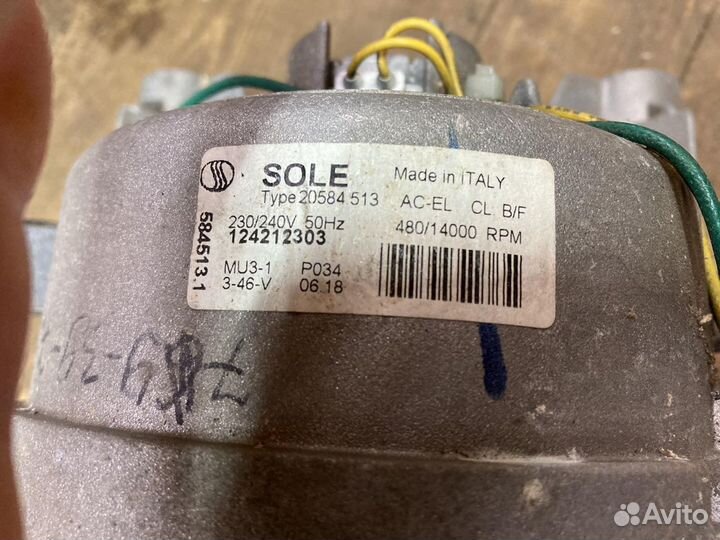 SOLE
Made in ITALY
Type 20584.513 AC-EL CL B/F
230/240V 50Hz 480/14000 RPM
124212303
MU3-1 P034
3-46-V 06.18
584513.1
Avito